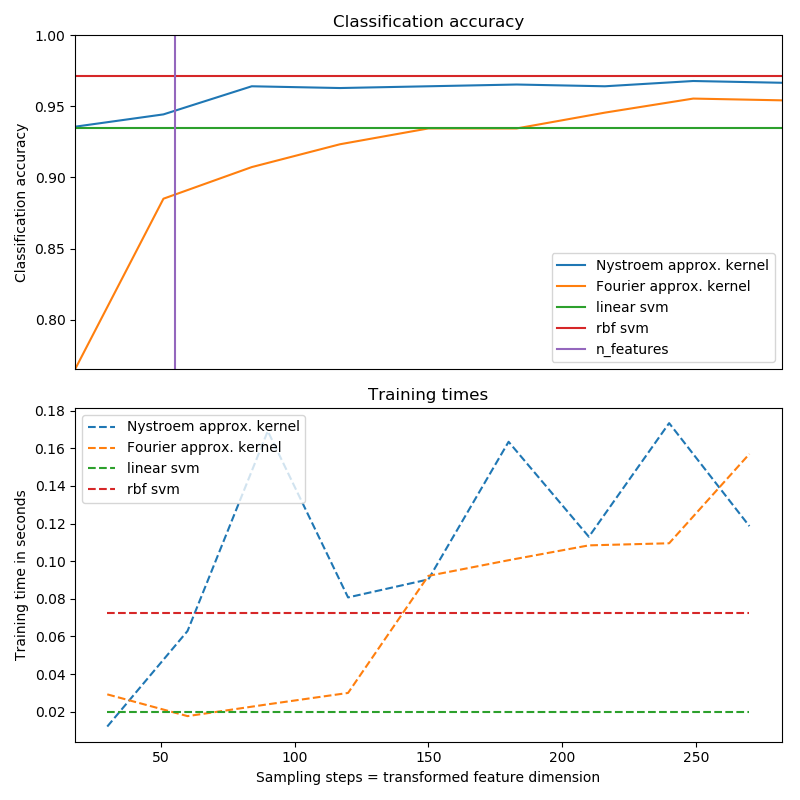 Classification accuracy
1.00
0.95
0.90
0.85
0.80
Classification accuracy
Nystroem approx. kernel
Fourier approx. kernel
linear svm
rbf svm
n_features
Training times
0.18
0.16
0.14
0.12
0.10
0.08
0.06
0.04
0.02
Training time in seconds
Nystroem approx. kernel
Fourier approx. kernel
linear svm
rbf svm
50 100 150 200 250
Sampling steps = transformed feature dimension